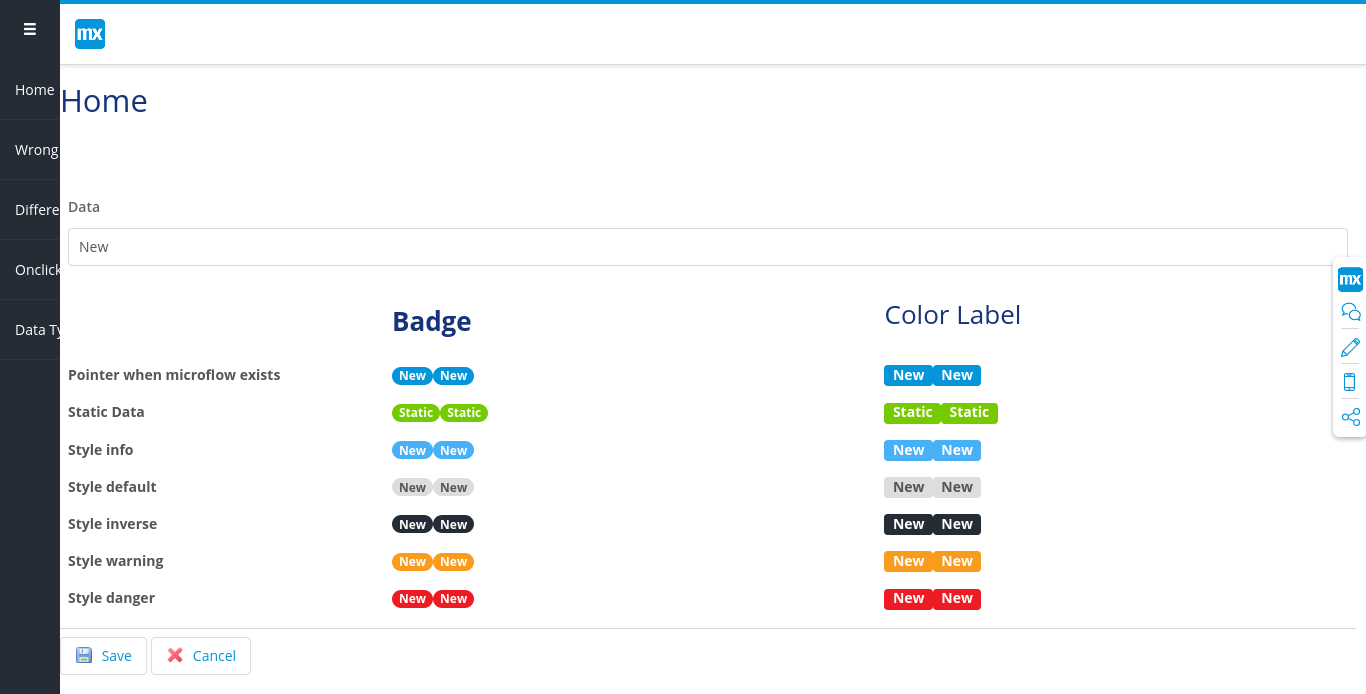 mx
Home
Home
Wrong
Differe
Onclick
Data Ty
Data
New
mx
Badge
Color Label
Pointer when microflow exists New New New New
Static Data Static Static Static Static
Style info New New New New
Style default New New New New
Style inverse New New New New
Style warning New New New New
Style danger New New New New
Save Cancel